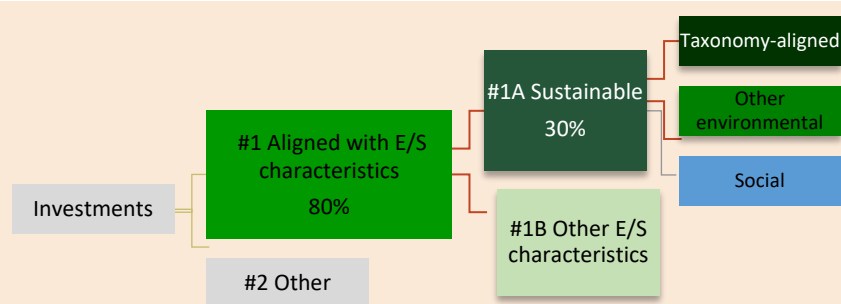 Investments
#1 Aligned with E/S
characteristics
80%
#2 Other
#1A Sustainable
30%
#1B Other E/S
characteristics
Taxonomy-aligned
Other
environmental
Social